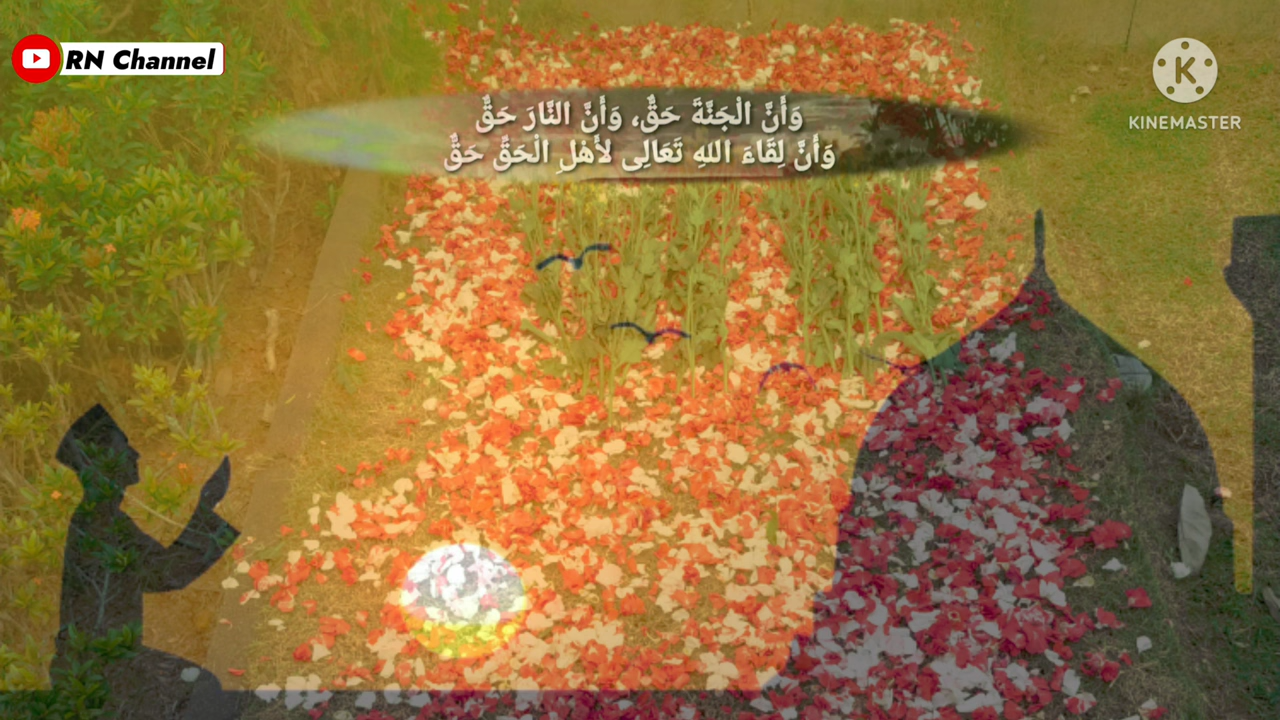 RN Channel
وَأَنَّ الْجَنَّةَ حَقٌّ، وَأَنَّ النَّارَ حَقٌّ
وَأَنَّ لِقَاءَ اللهِ تَعَالِى لأَهْلِ الْحَقَّ حَقٌّ
K
KINEMASTER